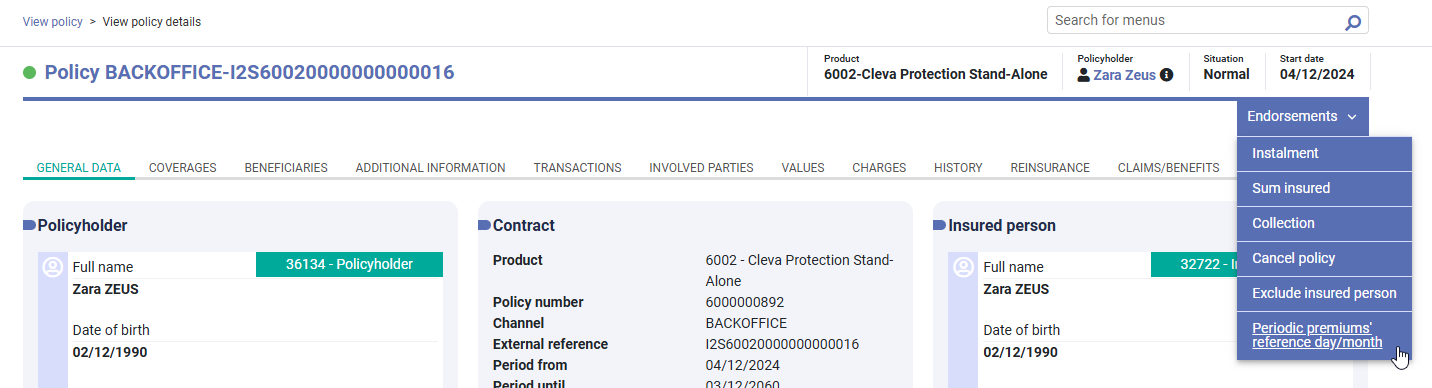 View policy > View policy details
Search for menus
Policy BACKOFFICE-I2S60020000000000016
Product
6002-Cleva Protection Stand-Alone
Policyholder
Zara Zeus
Situation
Normal
Start date
04/12/2024
Endorsements
Instalment
Sum insured
Collection
Cancel policy
Exclude insured person
Periodic premiums'
reference day/month
GENERAL DATA COVERAGES BENEFICIARIES ADDITIONAL INFORMATION TRANSACTIONS INVOLVED PARTIES VALUES CHARGES HISTORY REINSURANCE CLAIMS/BENEFITS
Policyholder
Full name
36134 - Policyholder
Zara ZEUS
Date of birth
02/12/1990
Contract
Product 6002 - Cleva Protection Stand-
Alone
Policy number 6000000892
Channel BACKOFFICE
External reference I2S60020000000000016
Period from 04/12/2024
Period until 03/12/2060
Insured person
Full name
32722 -
Zara ZEUS
Date of birth
02/12/1990